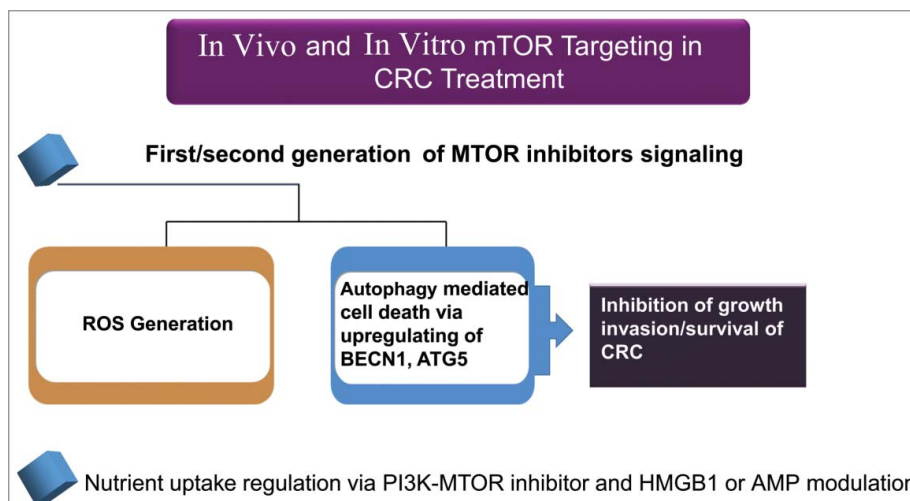 In Vivo and In Vitro mTOR Targeting in
CRC Treatment
First/second generation of MTOR inhibitors signaling
ROS Generation
Autophagy mediated
cell death via
upregulating of
BECN1, ATG5
Inhibition of growth
invasion/survival of
CRC
Nutrient uptake regulation via PI3K-MTOR inhibitor and HMGB1 or AMP modulation